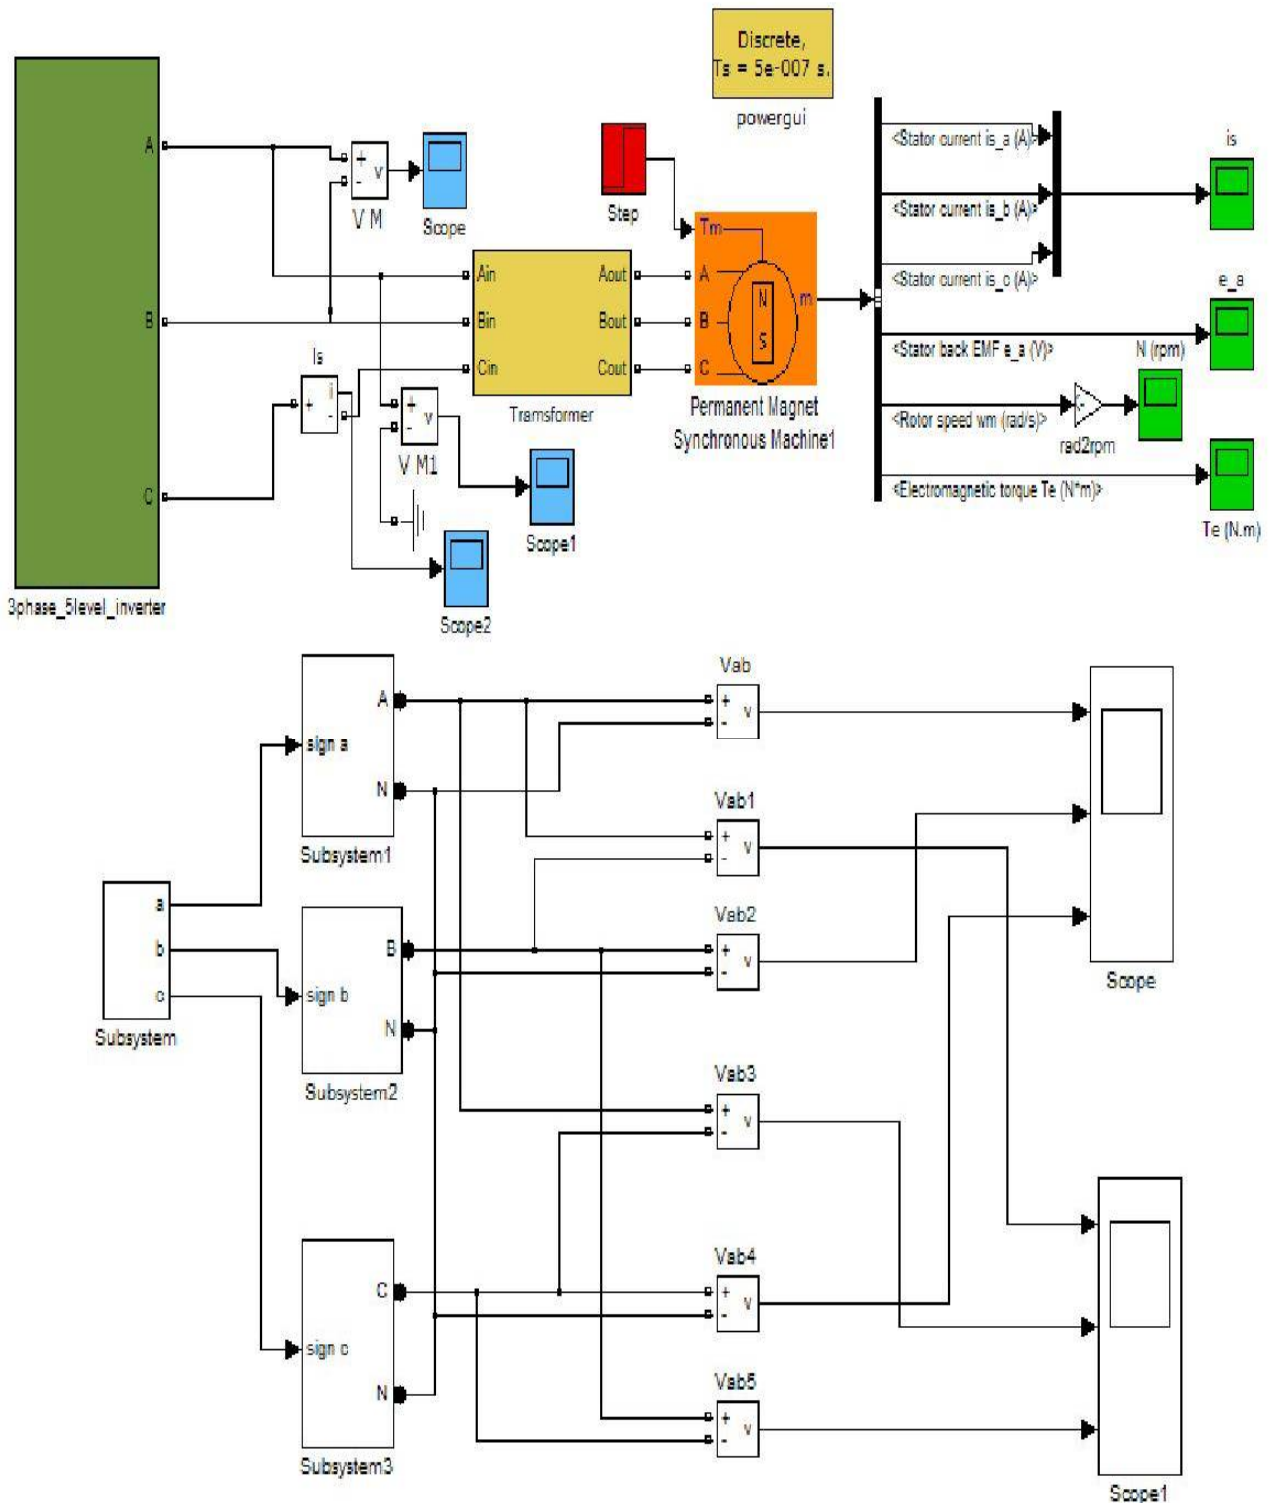 Discrete,
Ts = 5e-007 s.
powergui
A
B
C
3phase_5level_inverter
+
-
v
V M
Scope
Is
+
i
-
+
-
v
V M1
Scope1
Scope2
Ain
Bin
Cin
Aout
Bout
Cout
Tramsformer
Step
Tm
A
B
C
N
S
m
Permanent Magnet
Synchronous Machine1
<Stator current is_a (A)>
<Stator current is_b (A)>
<Stator current is_c (A)>
<Stator back EMF e_a (V)>
<Rotor speed wm (rad/s)>
<Electromagnetic torque Te (N*m)>
rad2rpm
is
e_a
N (rpm)
Te (N.m)
a
b
c
Subsystem
A
sign a
N
Subsystem1
B
sign b
N
Subsystem2
C
sign c
N
Subsystem3
Vab
+
-
v
Vab1
+
-
v
Vab2
+
-
v
Vab3
+
-
v
Vab4
+
-
v
Vab5
+
-
v
Scope
Scope1